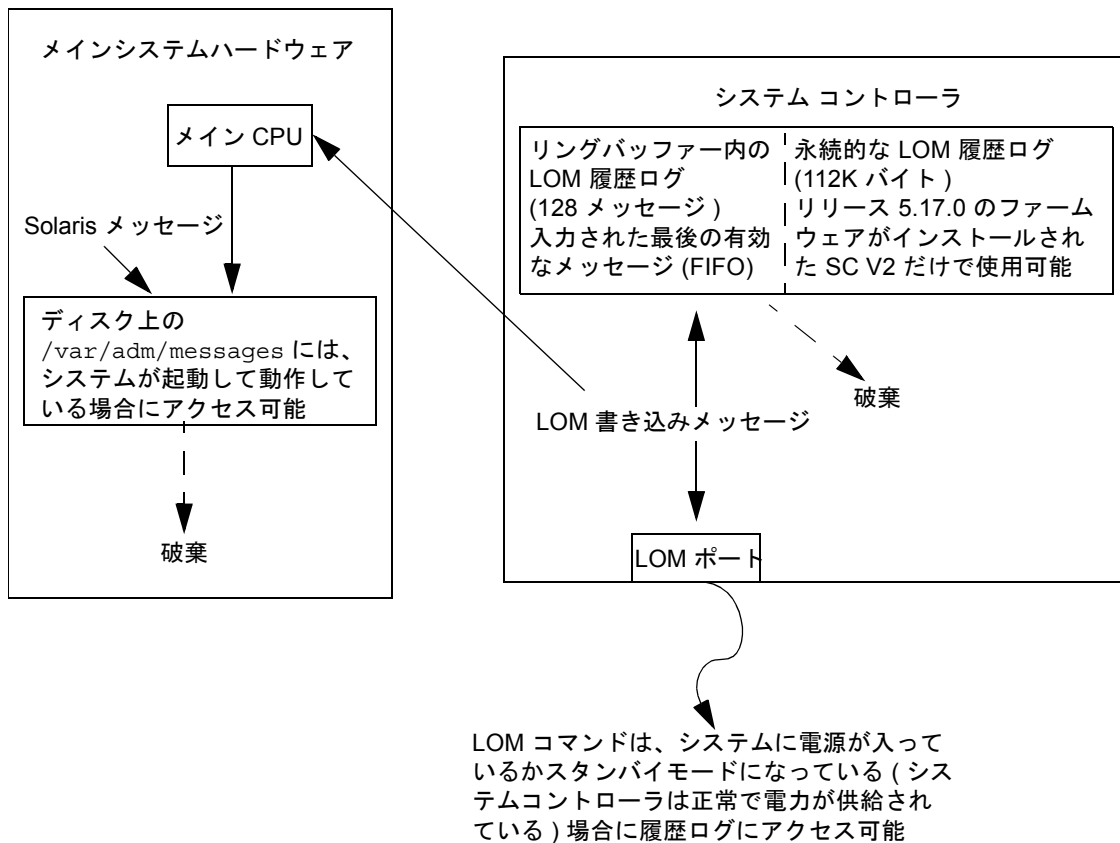 メインシステムハードウェア
メイン CPU
Solaris メッセージ
ディスク上の
/var/adm/messages には、
システムが起動して動作して
いる場合にアクセス可能
破棄
システム コントローラ
リングバッファー内の
LOM 履歴ログ
(128 メッセージ )
入力された最後の有効
なメッセージ (FIFO)
永続的な LOM 履歴ログ
(112K バイト )
リリース 5.17.0 のファーム
ウェアがインストールされ
た SC V2 だけで使用可能
破棄
LOM 書き込みメッセージ
LOM ポート
LOM コマンドは、システムに電源が入って
いるかスタンバイモードになっている ( シス
テムコントローラは正常で電力が供給され
ている ) 場合に履歴ログにアクセス可能